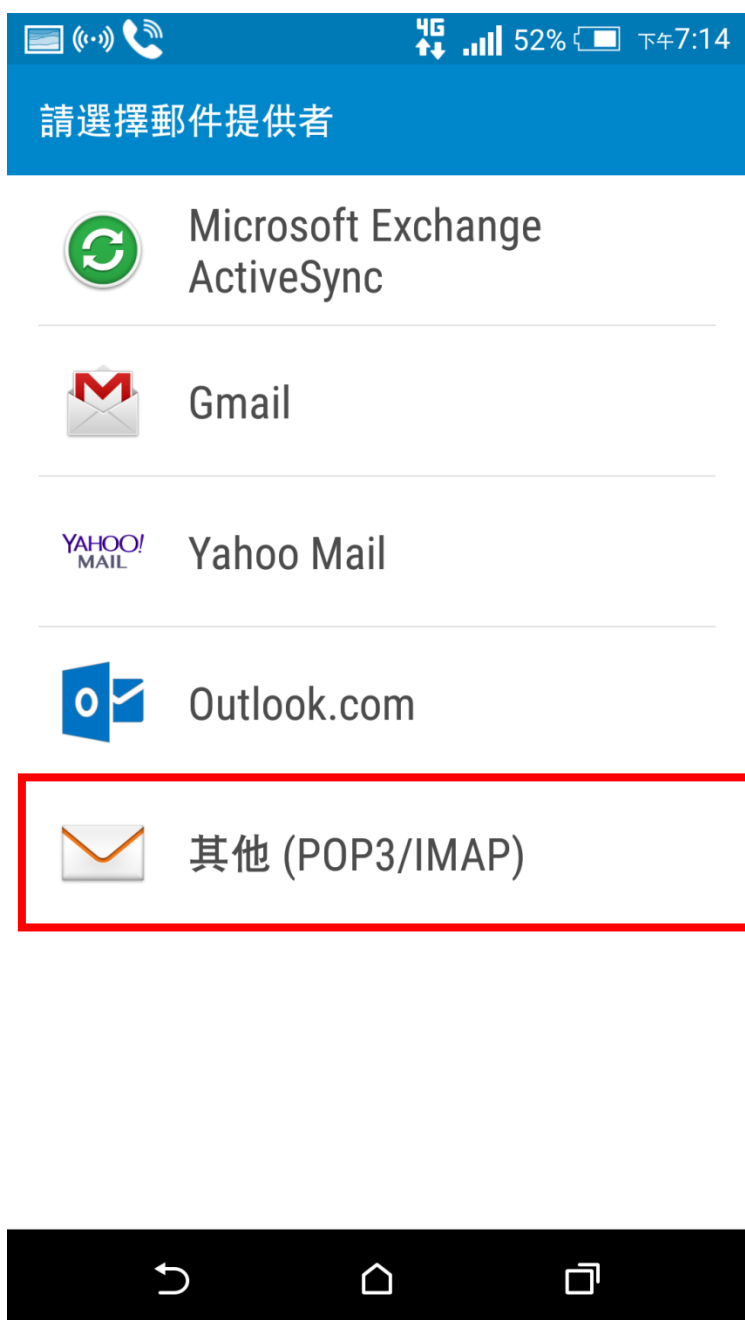 4G 52% 下午7:14
請選擇郵件提供者
Microsoft Exchange
ActiveSync
Gmail
YAHOO!
MAIL
Yahoo Mail
Outlook.com
其他 (POP3/IMAP)